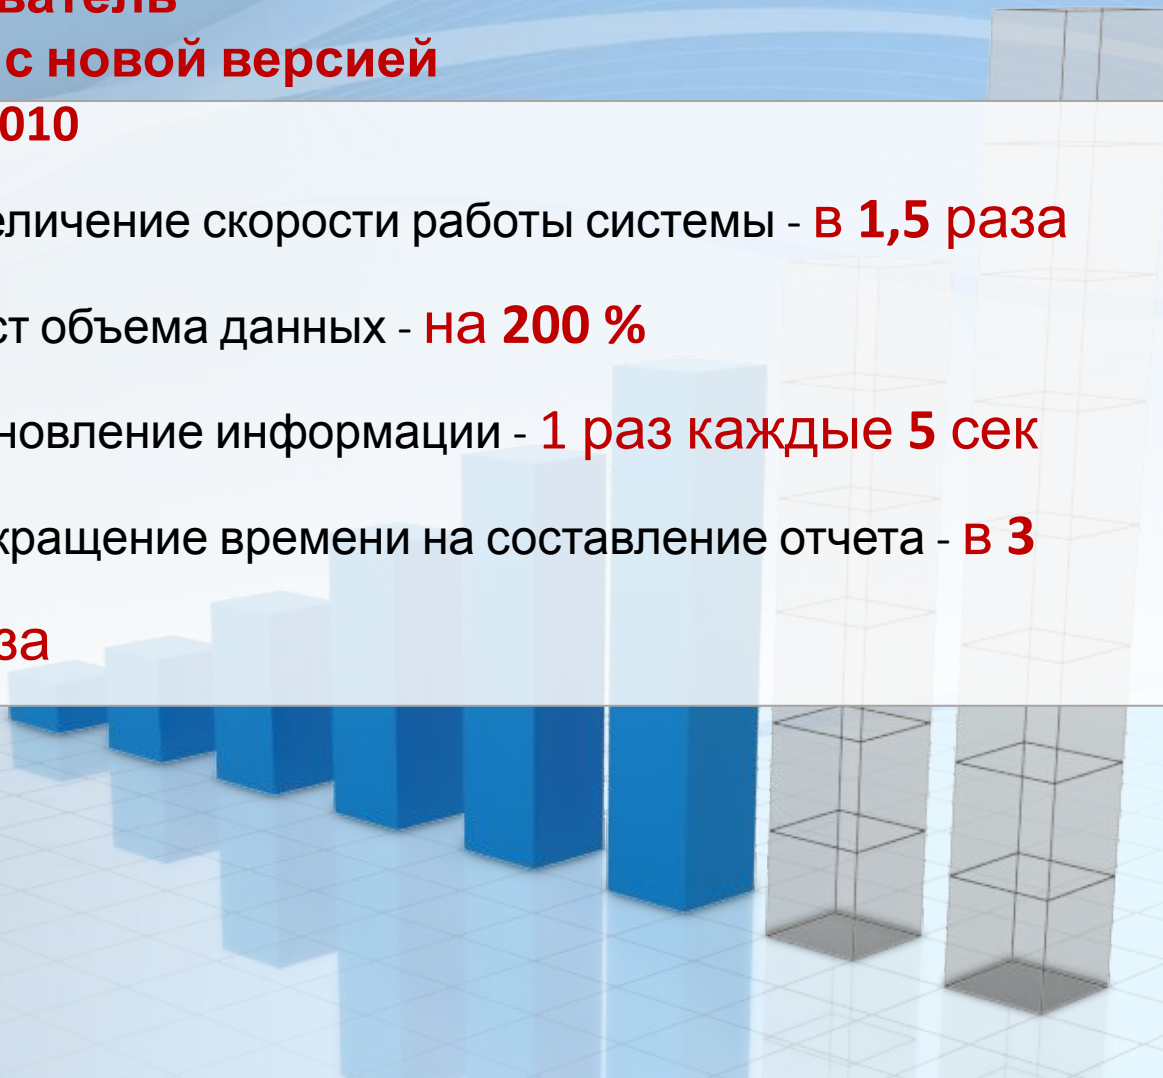 ватель
с новой версией
010
еличение скорости работы системы - в 1,5 раза
ст объема данных - на 200 %
новление информации - 1 раз каждые 5 сек
кращение времени на составление отчета - в 3
за